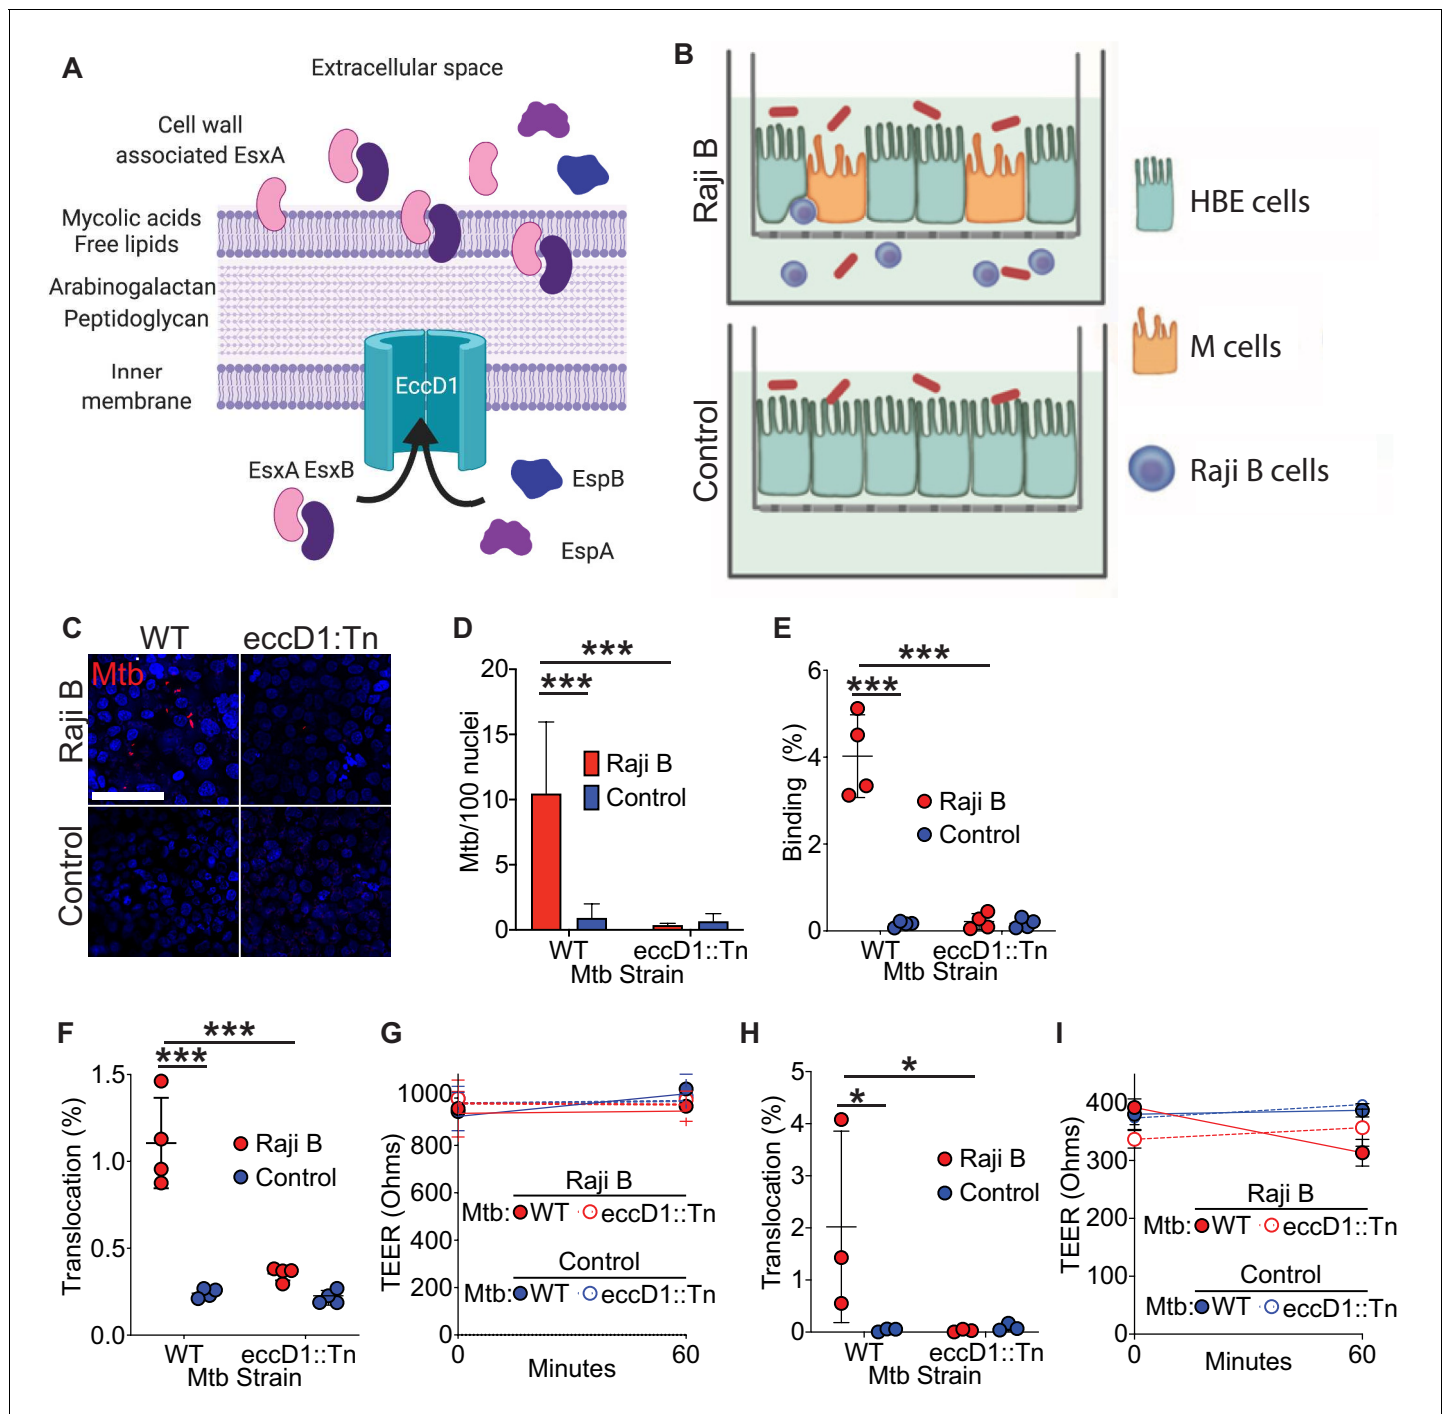 A
Extracellular space
Cell wall
associated EsxA
Mycolic acids
Free lipids
Arabinogalactan
Peptidoglycan
Inner
membrane
EccD1
EsxA EsxB
EspB
EspA
B
Raji B
Control
HBE cells
M cells
Raji B cells
C
WT eccD1:Tn
Raji B
Control
Mtb
D
***
***
20
15
10
5
0
Mtb/100 nuclei
Raji B
Control
WT eccD1::Tn
Mtb Strain
E
***
***
6
4
2
0
Binding (%)
Raji B
Control
WT eccD1::Tn
Mtb Strain
F
***
***
1.5
1.0
0.5
0.0
Translocation (%)
Raji B
Control
WT eccD1::Tn
Mtb Strain
G
1000
800
600
400
200
0
TEER (Ohms)
Raji B
Mtb: WT eccD1::Tn
Control
Mtb: WT eccD1::Tn
0 60
Minutes
H
*
*
5
4
3
2
1
0
Translocation (%)
Raji B
Control
WT eccD1::Tn
Mtb Strain
I
400
300
200
100
0
TEER (Ohms)
Raji B
Mtb: WT eccD1::Tn
Control
Mtb: WT eccD1::Tn
0 60
Minutes